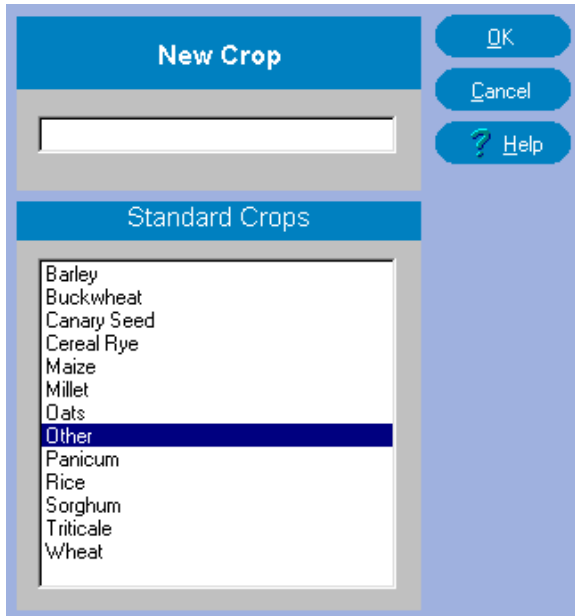 New Crop
OK
Cancel
Help
Standard Crops
Barley
Buckwheat
Canary Seed
Cereal Rye
Maize
Millet
Oats
Other
Panicum
Rice
Sorghum
Triticale
Wheat